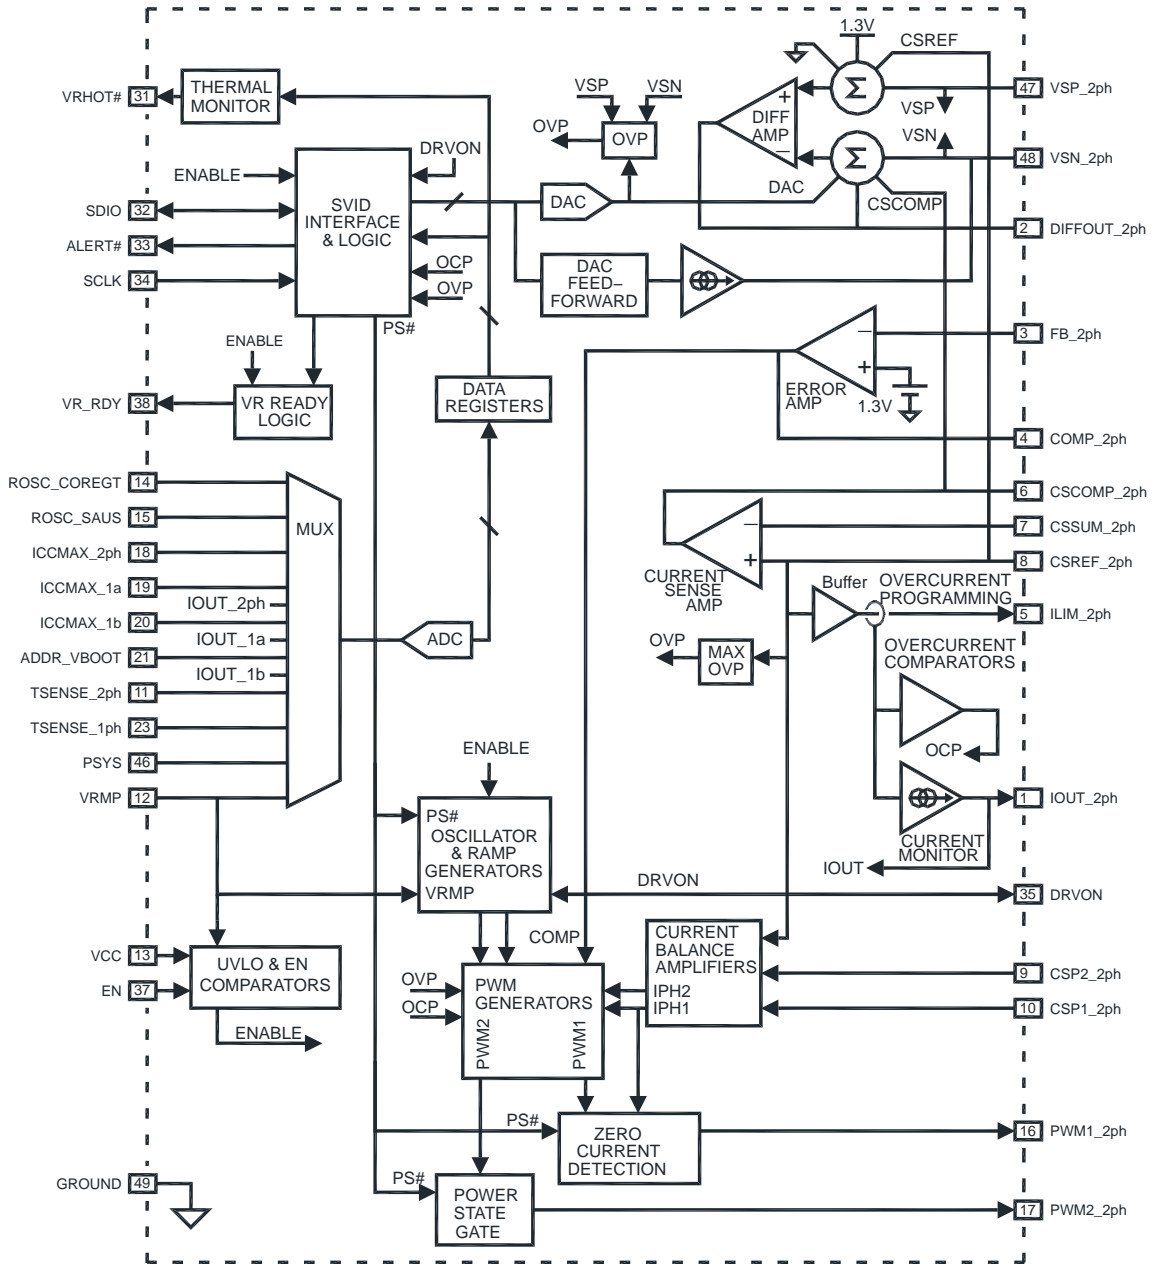 1.3V
CSREF
VRHOT# 31
THERMAL
MONITOR
VSP
VSN
OVP
OVP
+
DIFF
AMP
–
Σ
Σ
47 VSP_2ph
VSP
VSN
48 VSN_2ph
DRVON
ENABLE
SDIO 32
ALERT# 33
SCLK 34
SVID
INTERFACE
& LOGIC
OCP
OVP
PS#
DAC
DAC
CSCOMP
2 DIFFOUT_2ph
DAC
FEED–
FORWARD
3 FB_2ph
–
+
ERROR
AMP
1.3V
4 COMP_2ph
ENABLE
VR_RDY 38
VR READY
LOGIC
DATA
REGISTERS
ROSC_COREGT 14
ROSC_SAUS 15
ICCMAX_2ph 18
ICCMAX_1a 19
IOUT_2ph
ICCMAX_1b 20
IOUT_1a
ADDR_VBOOT 21
IOUT_1b
TSENSE_2ph 11
TSENSE_1ph 23
PSYS 46
VRMP 12
MUX
ADC
6 CSCOMP_2ph
7 CSSUM_2ph
8 CSREF_2ph
–
+
CURRENT
SENSE
AMP
Buffer
OVERCURRENT
PROGRAMMING
5 ILIM_2ph
OVP
MAX
OVP
OVERCURRENT
COMPARATORS
OCP
1 IOUT_2ph
CURRENT
MONITOR
IOUT
ENABLE
PS#
OSCILLATOR
& RAMP
GENERATORS
VRMP
DRVON
35 DRVON
VCC 13
EN 37
UVLO & EN
COMPARATORS
ENABLE
COMP
CURRENT
BALANCE
AMPLIFIERS
IPH2
IPH1
9 CSP2_2ph
10 CSP1_2ph
OVP
OCP
PWM
GENERATORS
PWM2
PWM1
PS#
ZERO
CURRENT
DETECTION
16 PWM1_2ph
GROUND 49
PS#
POWER
STATE
GATE
17 PWM2_2ph